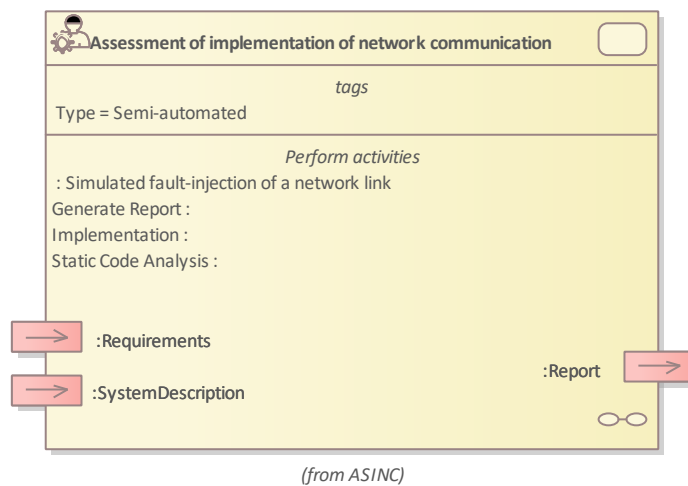 Assessment of implementation of network communication
tags
Type = Semi-automated
Perform activities
: Simulated fault-injection of a network link
Generate Report :
Implementation :
Static Code Analysis :
:Requirements
:Report
:SystemDescription
(from ASINC)